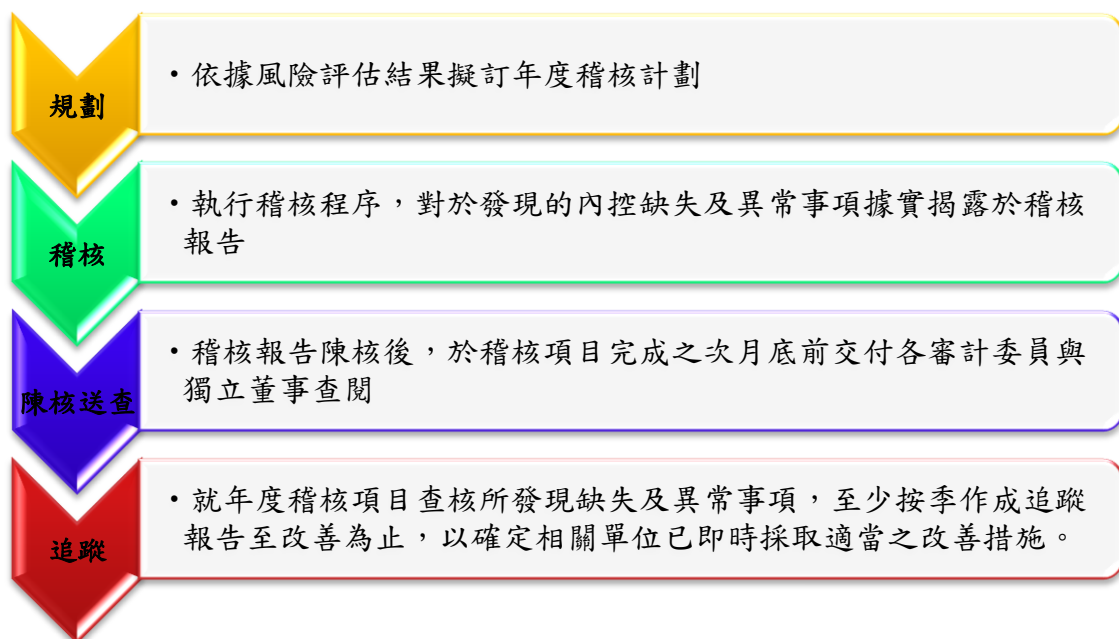 規劃
•依據風險評估結果擬訂年度稽核計劃
稽核
•執行稽核程序，對於發現的內控缺失及異常事項據實揭露於稽核
報告
陳核送查
•稽核報告陳核後，於稽核項目完成之次月底前交付各審計委員與
獨立董事查閱
追蹤
•就年度稽核項目查核所發現缺失及異常事項，至少按季作成追蹤
報告至改善為止，以確定相關單位已即時採取適當之改善措施。